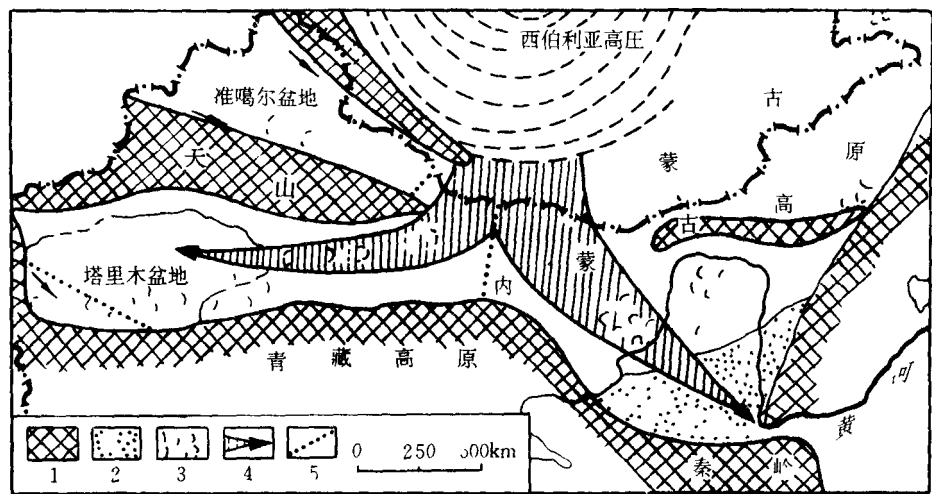 西伯利亚高压
准噶尔盆地
古
蒙 原
天
山 高
古
塔里木盆地 蒙
内
青 藏 高 原
河
黄
秦 岭
1 2 3 4 5
0 250 500km